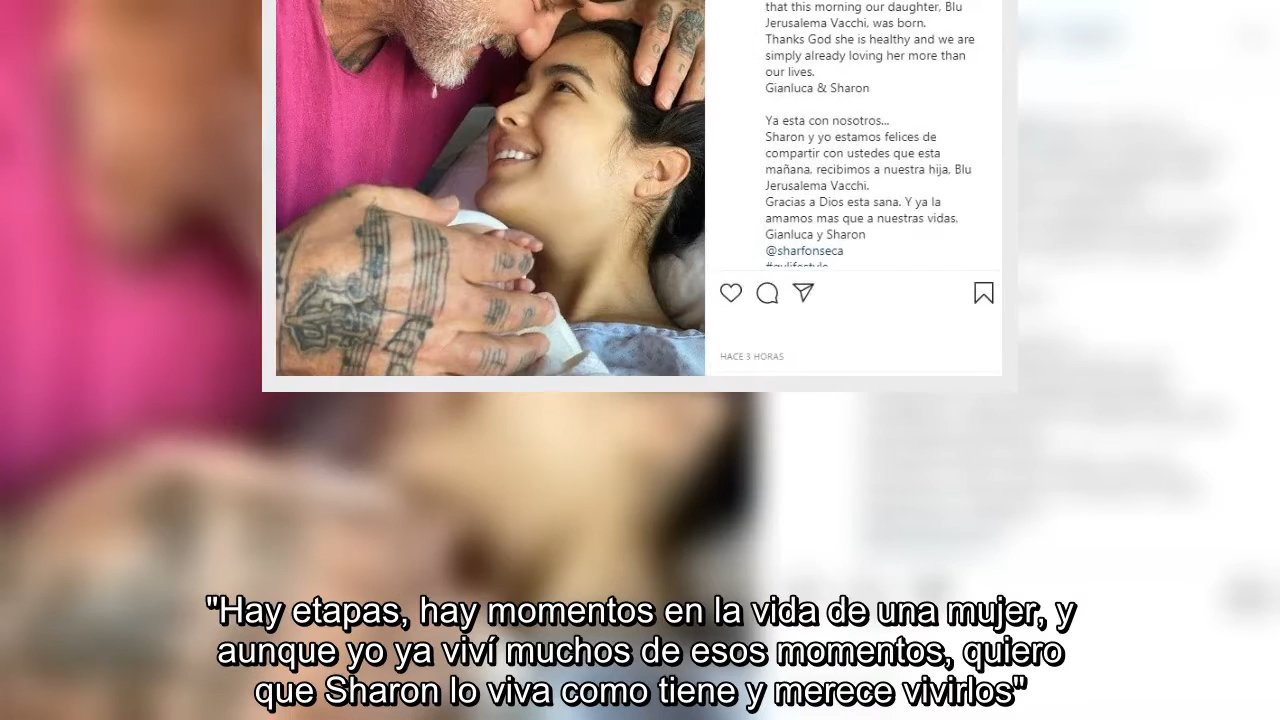 that this morning our daughter, Blu
Jerusalema Vacchi, was born.
Thanks God she is healthy and we are
simply already loving her more than
our lives.
Gianluca & Sharon
Ya esta con nosotros...
Sharon y yo estamos felices de
compartir con ustedes que esta
mañana, recibimos a nuestra hija, Blu
Jerusalema Vacchi.
Gracias a Dios esta sana. Y ya la
amamos mas que a nuestras vidas.
Gianluca y Sharon
@sharfonseca
#gvlifestyle
HACE 3 HORAS
"Hay etapas, hay momentos en la vida de una mujer, y
aunque yo ya viví muchos de esos momentos, quiero
que Sharon lo viva como tiene y merece vivirlos"